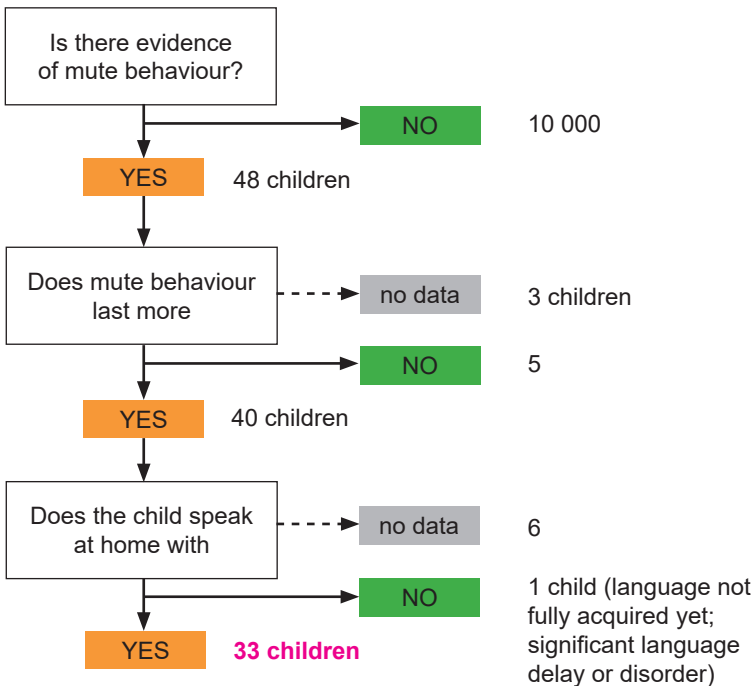 Is there evidence
of mute behaviour?
NO
10 000
YES
48 children
Does mute behaviour
last more
no data
3 children
NO
5
YES
40 children
Does the child speak
at home with
no data
6
NO
1 child (language not
fully acquired yet;
significant language
delay or disorder)
YES
33 children